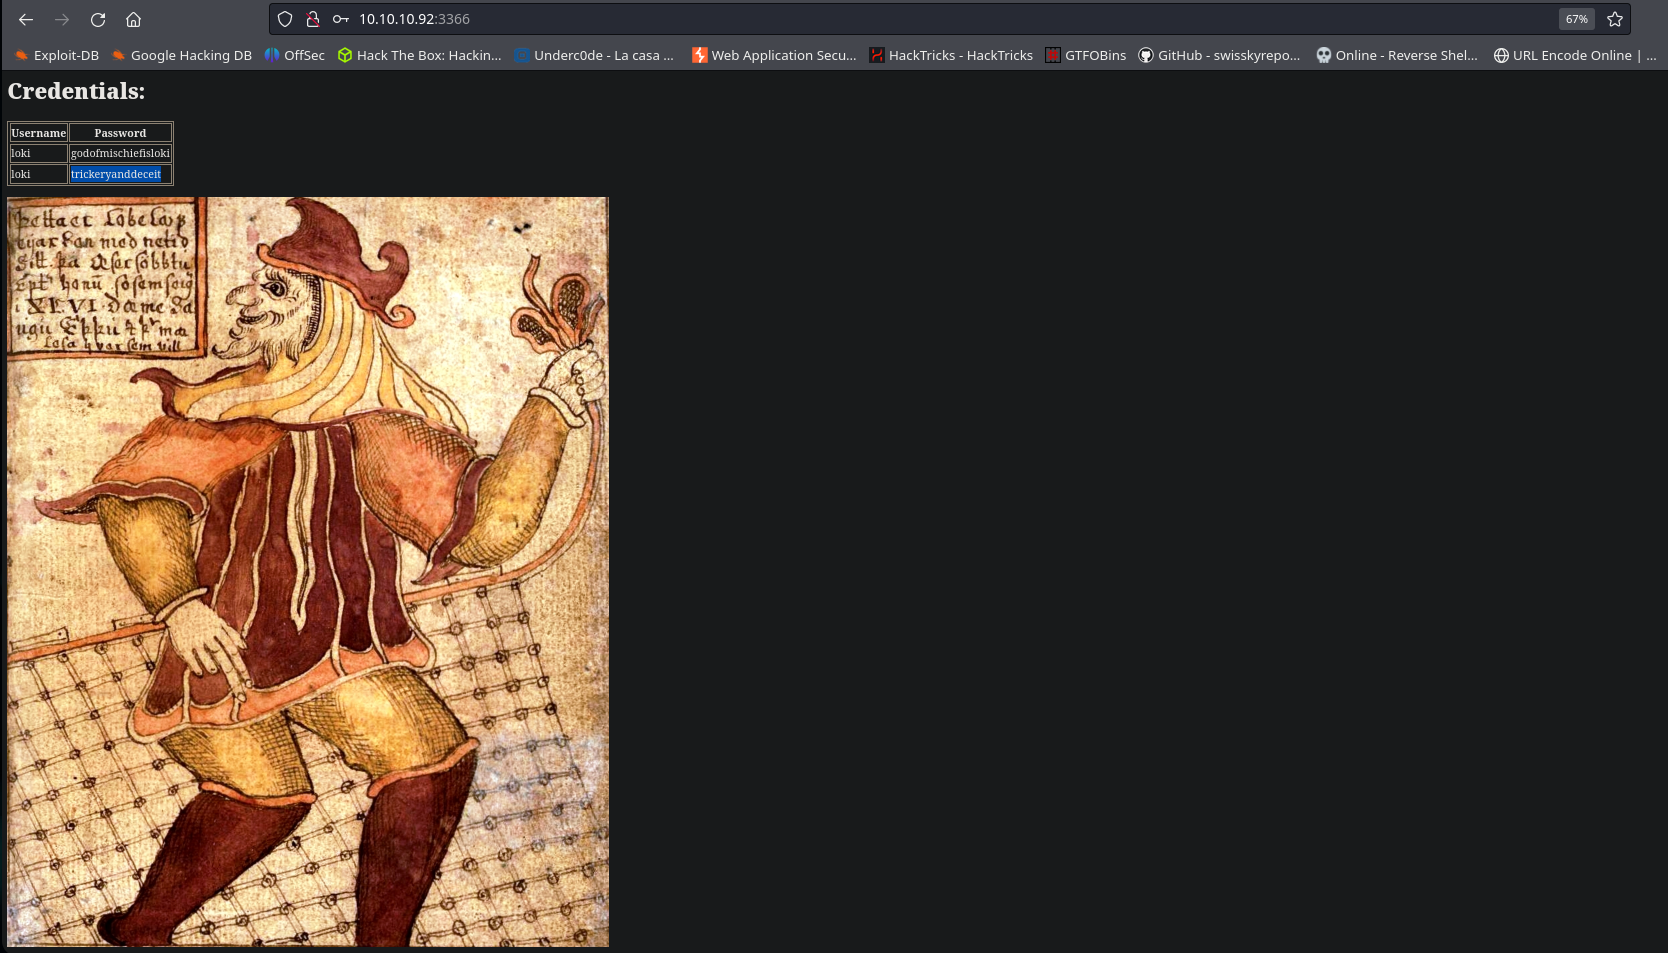 10.10.10.92:3366
67%
Exploit-DB Google Hacking DB OffSec Hack The Box: Hackin... Underc0de - La casa ... Web Application Secu... HackTricks - HackTricks GTFOBins GitHub - swisskyrepo... Online - Reverse Shel... URL Encode Online | ...
Credentials:
Username Password
loki godofmischiefisloki
loki trickeryanddeceit
med
i XLVI